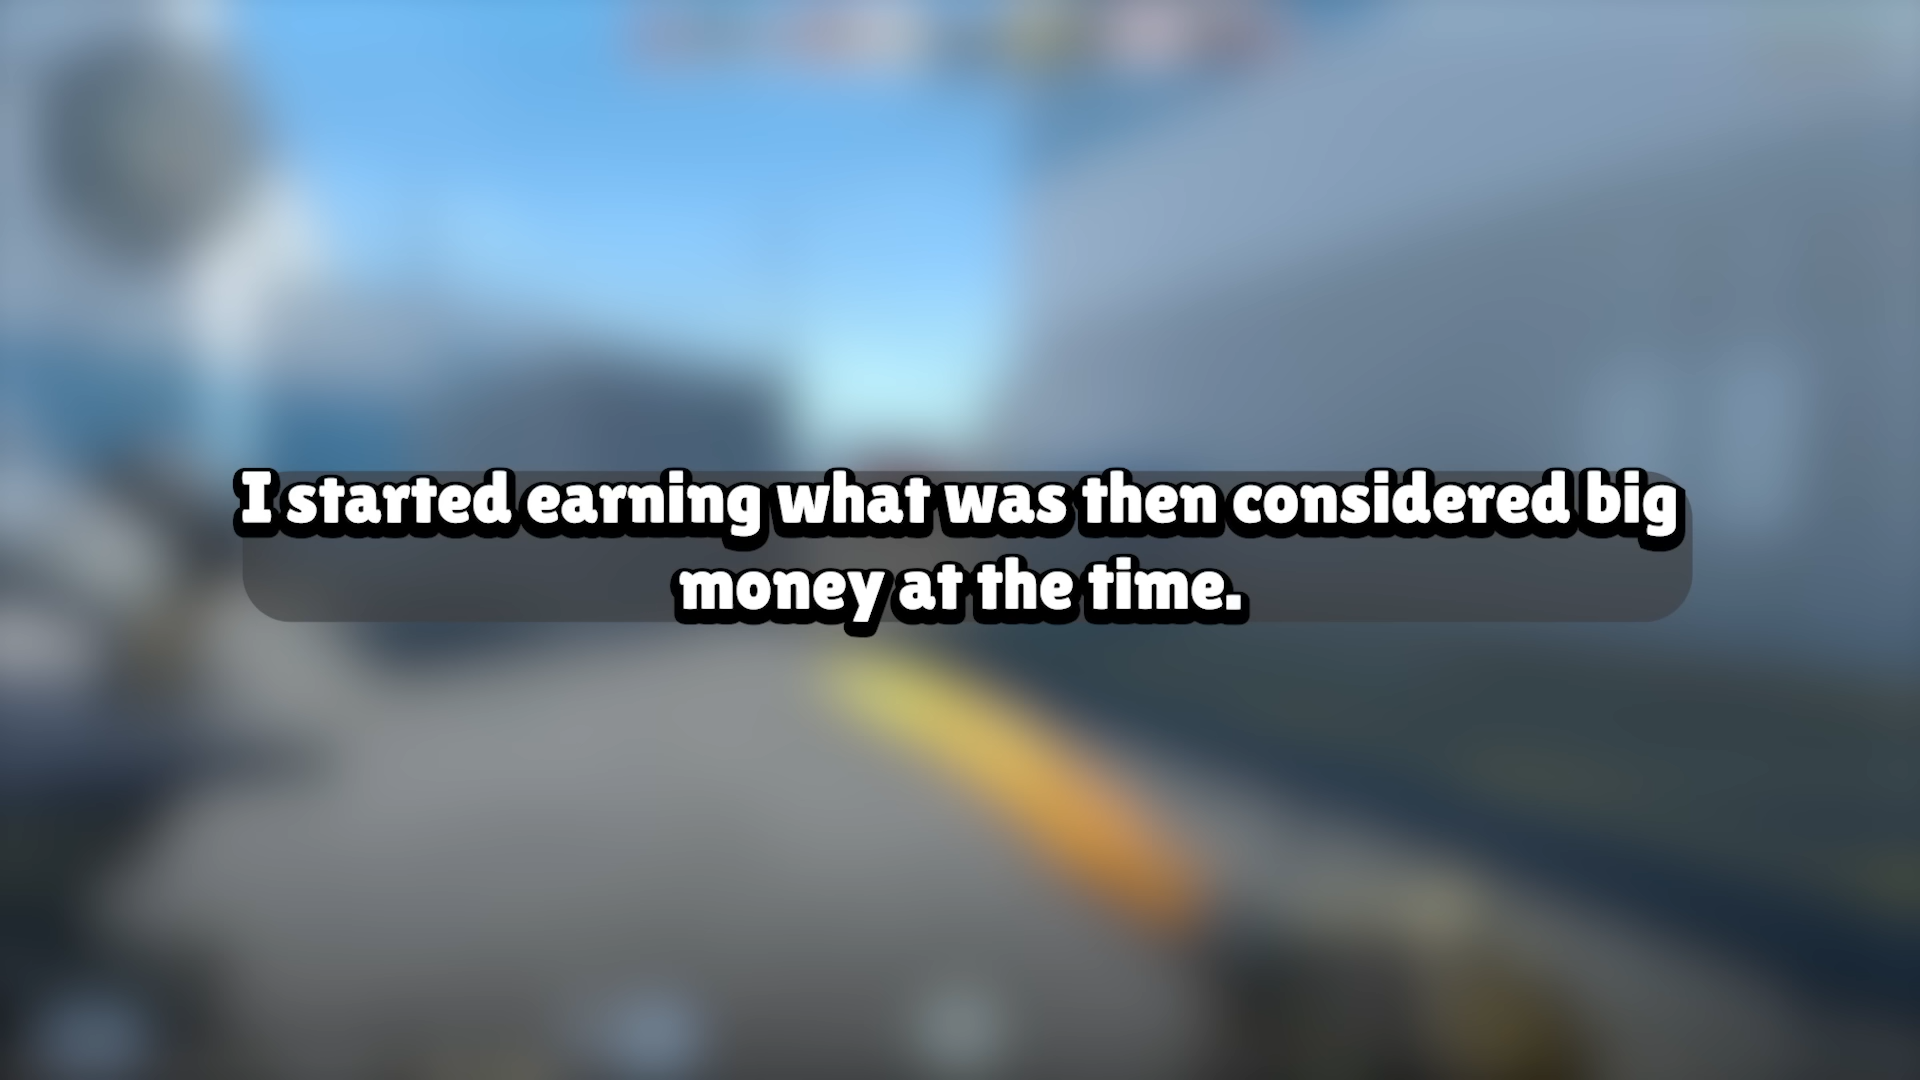 I started earning what was then considered big
money at the time.